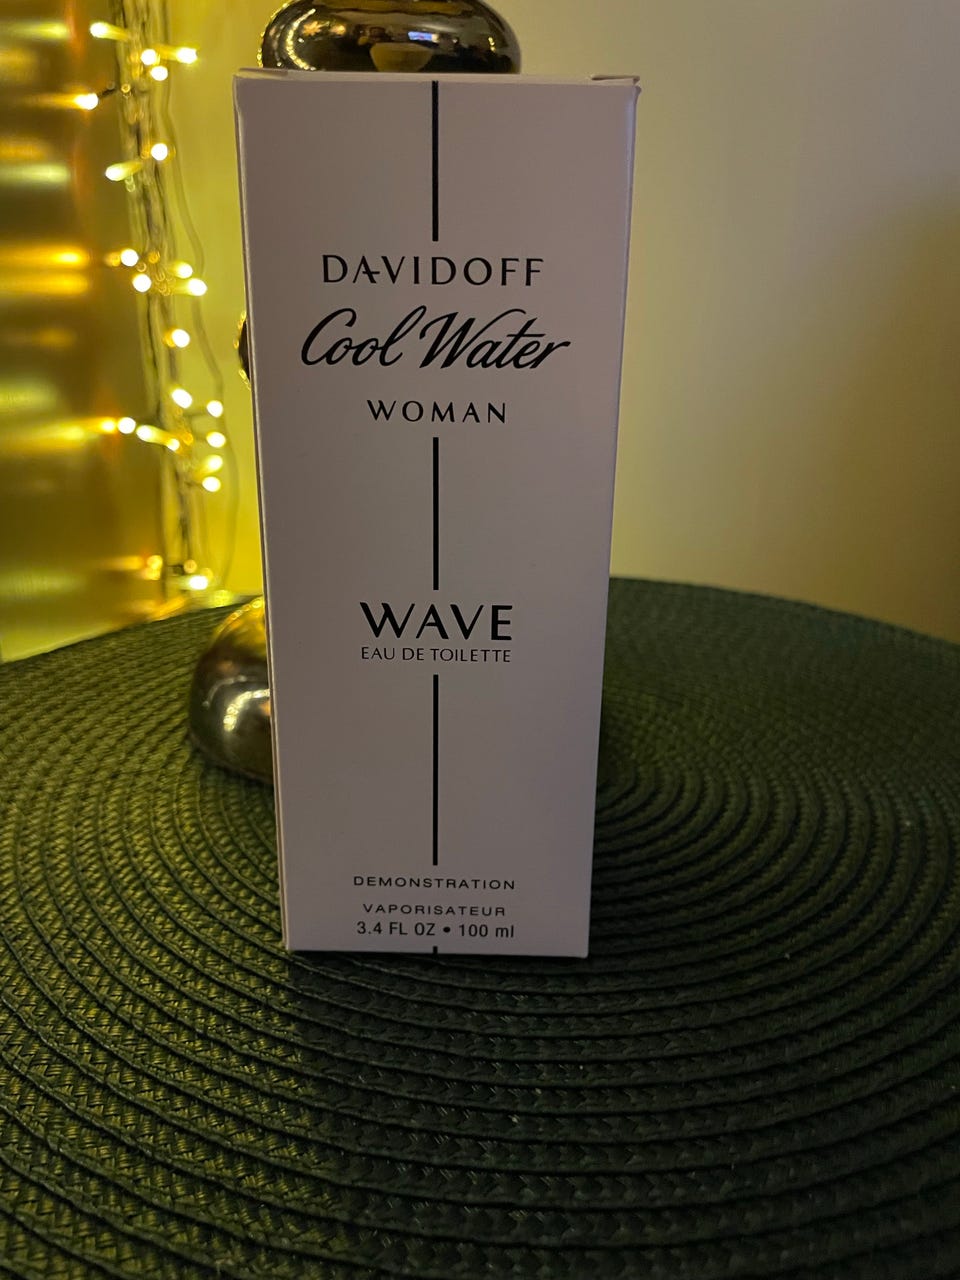 DAVIDOFF
Cool Water
WOMAN
WAVE
EAU DE TOILETTE
DEMONSTRATION
VAPORISATEUR
3.4 FL OZ • 100 ml